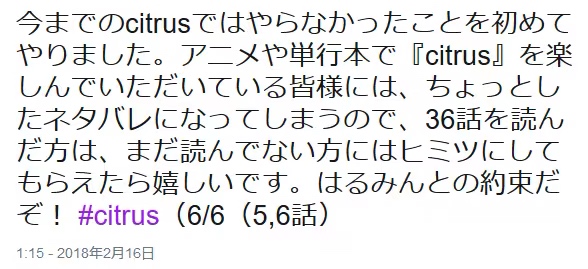 今までのcitrusではやらなかったことを初めて
やりました。アニメや単行本で『citrus』を楽
しんでいただいている皆様には、ちょっとし
たネタバレになってしまうので、36話を読ん
だ方は、まだ読んでない方にはヒミツにして
もらえたら嬉しいです。はるみんとの約束だ
ぞ！ #citrus（6/6（5,6話）
1:15 - 2018年2月16日